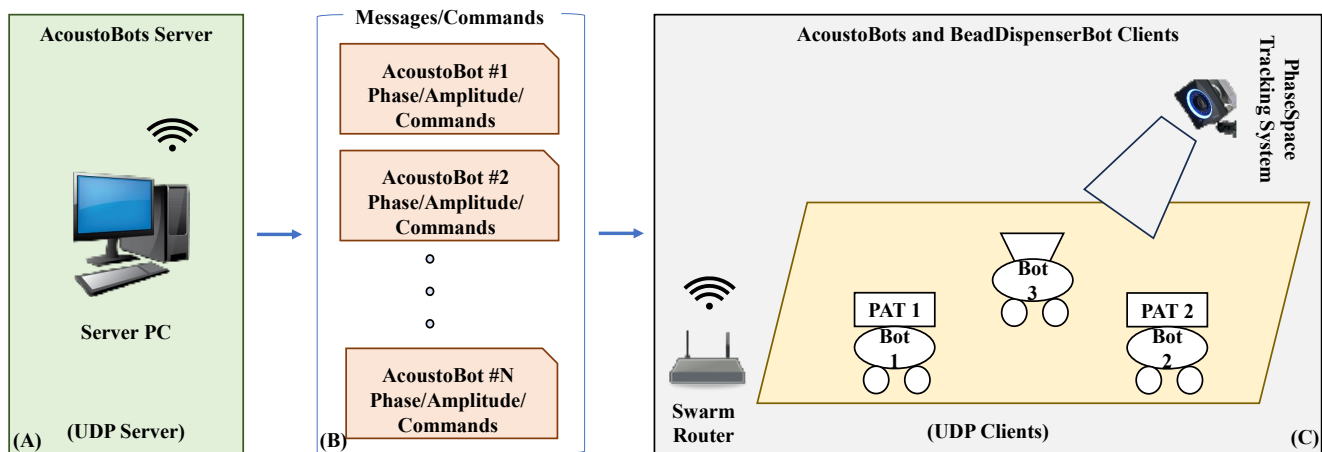 AcoustoBots Server
Server PC
(UDP Server)
(A)
Messages/Commands
AcoustoBot #1
Phase/Amplitude/
Commands
AcoustoBot #2
Phase/Amplitude/
Commands
AcoustoBot #N
Phase/Amplitude/
Commands
(B)
AcoustoBots and BeadDispenserBot Clients
PhaseSpace
Tracking System
Bot
3
PAT 1
Bot
1
PAT 2
Bot
2
Swarm
Router
(UDP Clients)
(C)